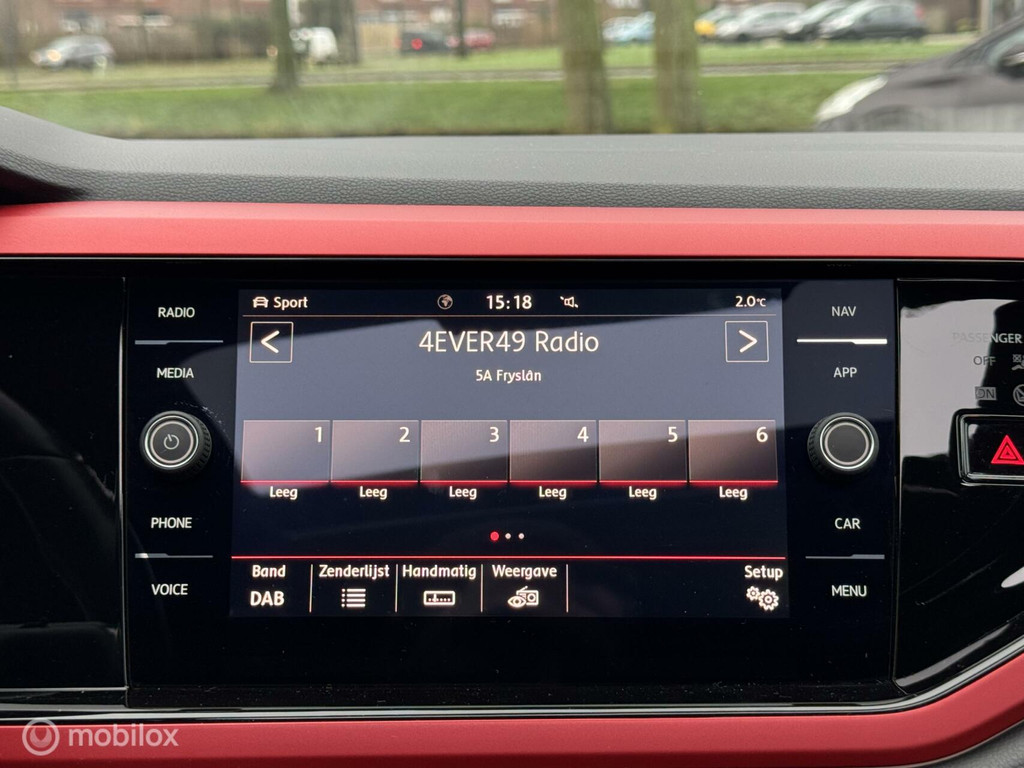 RADIO
MEDIA
PHONE
VOICE
Sport 15:18 2.0°C
4EVER49 Radio
5A Fryslân
1 2 3 4 5 6
Leeg Leeg Leeg Leeg Leeg Leeg
Band Zenderlijst Handmatig Weergave Setup
DAB
NAV
APP
CAR
MENU
PASSENGER
OFF
ON
mobilox